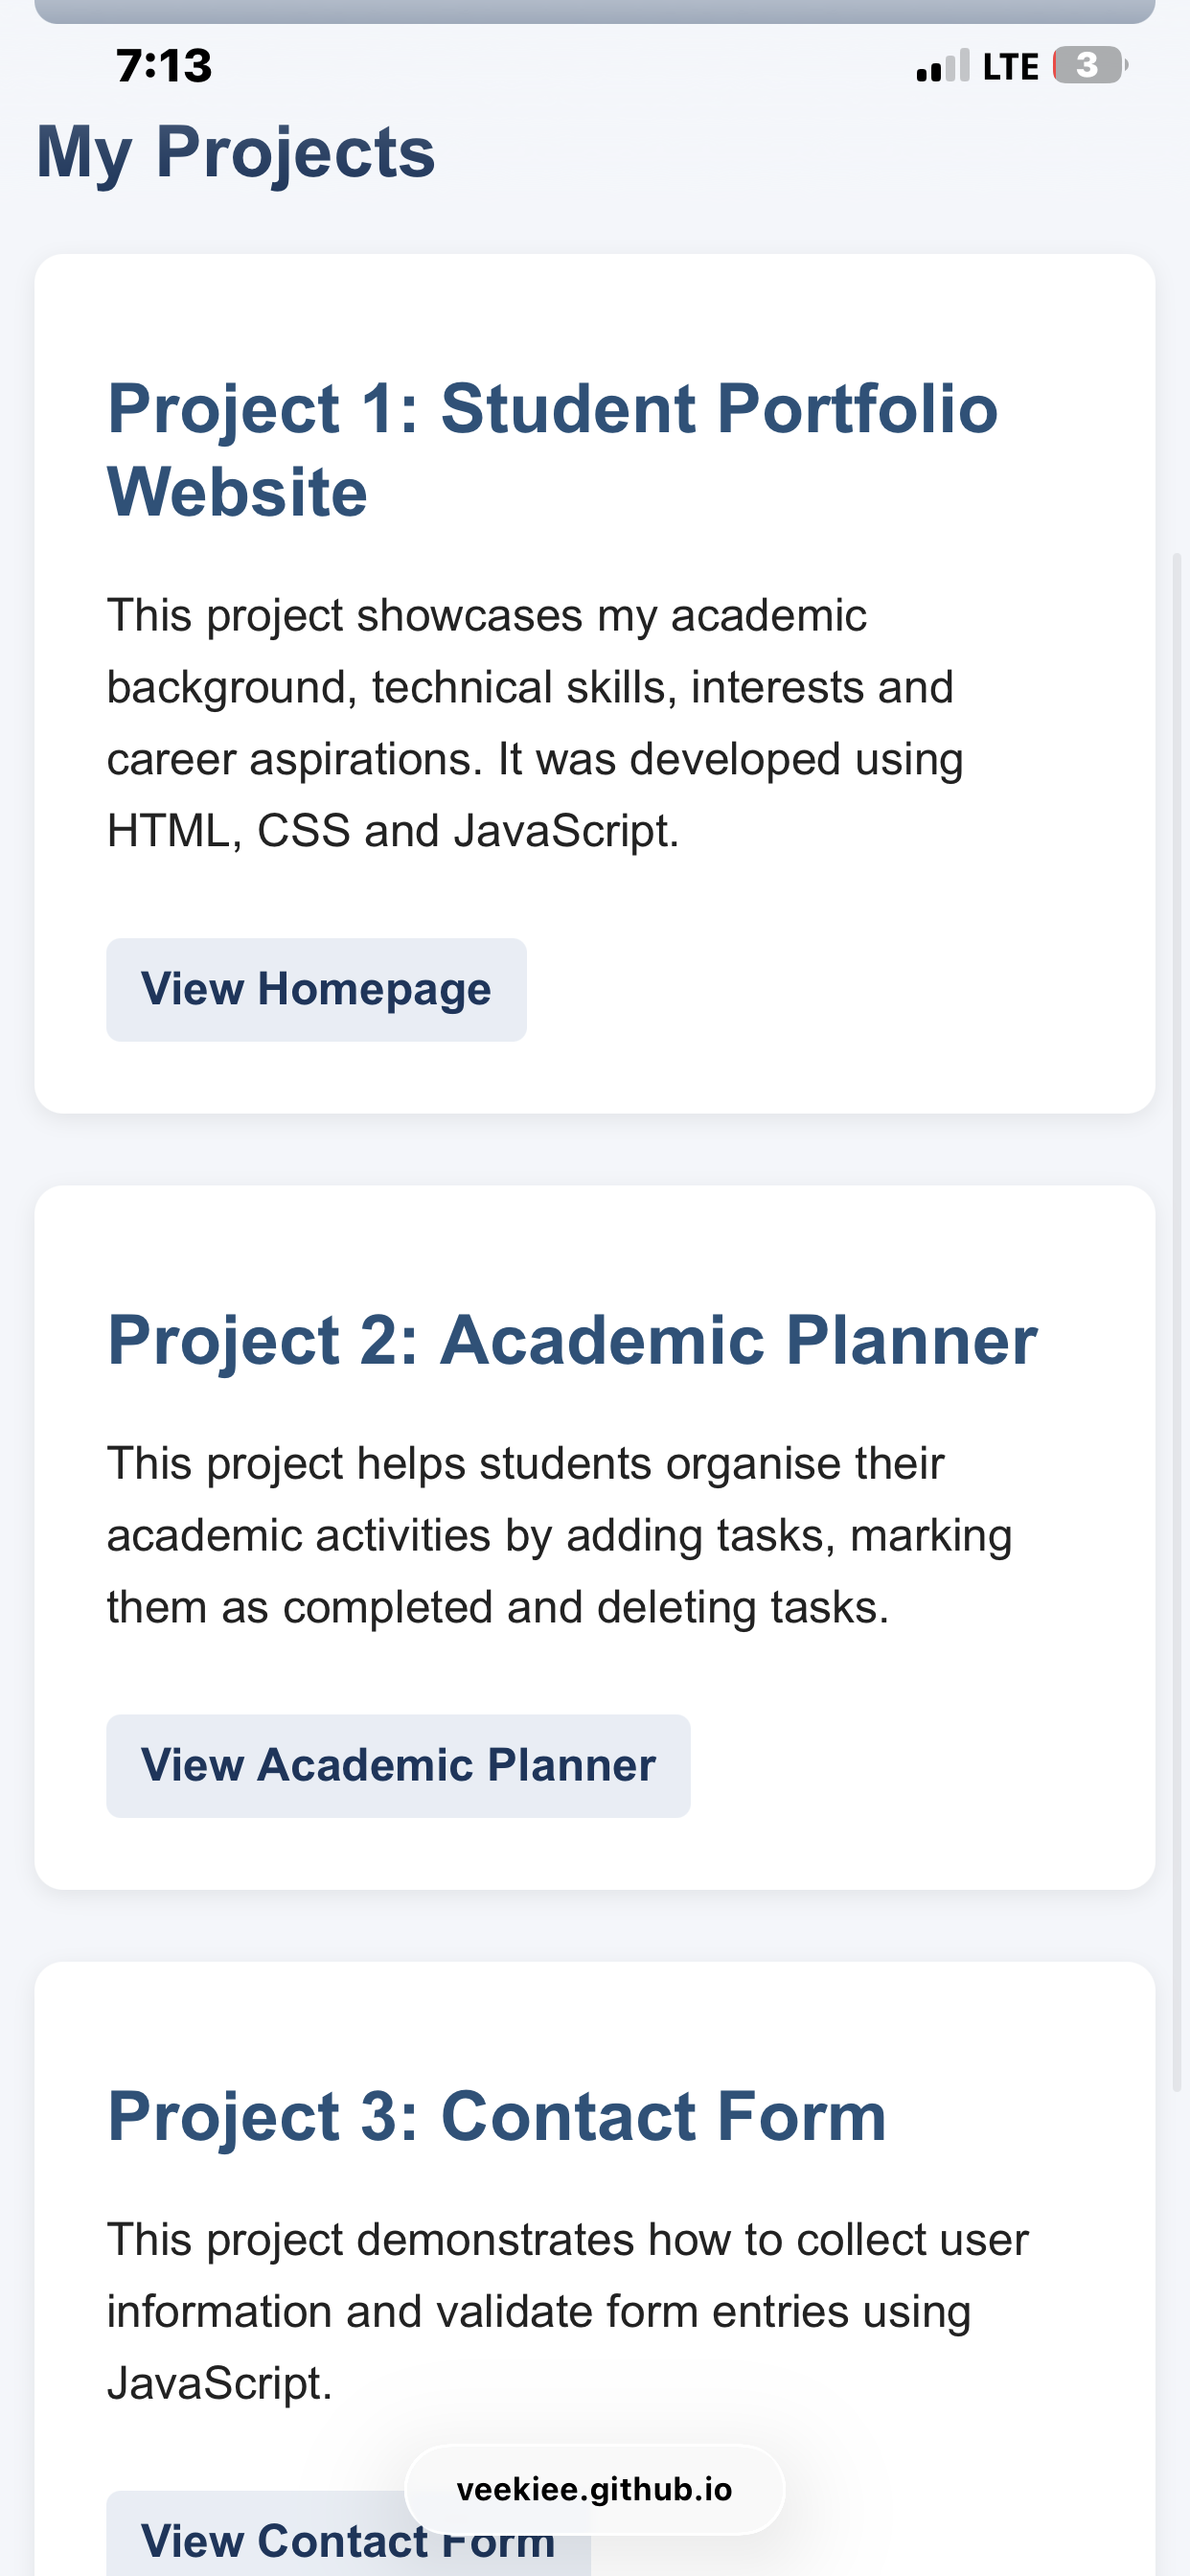 7:13
LTE 3
My Projects
Project 1: Student Portfolio
Website
This project showcases my academic
background, technical skills, interests and
career aspirations. It was developed using
HTML, CSS and JavaScript.
View Homepage
Project 2: Academic Planner
This project helps students organise their
academic activities by adding tasks, marking
them as completed and deleting tasks.
View Academic Planner
Project 3: Contact Form
This project demonstrates how to collect user
information and validate form entries using
JavaScript.
veekiee.github.io
View Contact Form